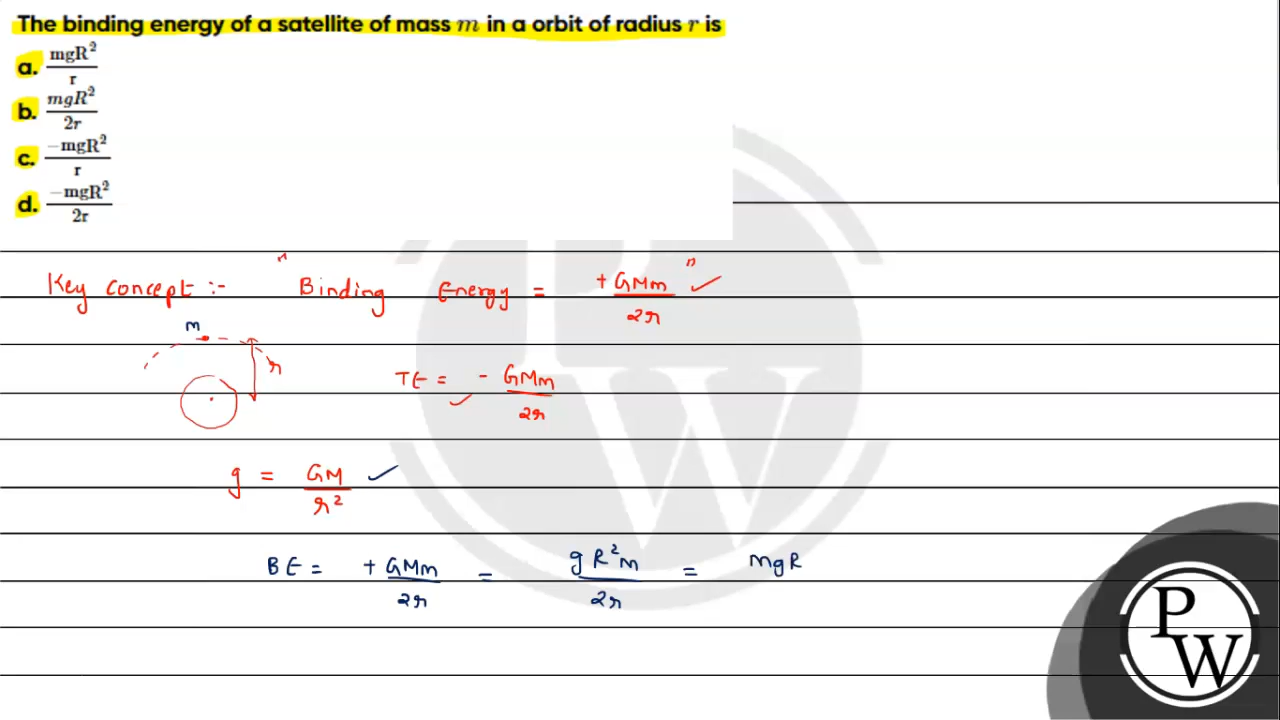 The binding energy of a satellite of mass m in a orbit of radius r is
a. mgR²/r
b. mgR²/2r
c. -mgR²/r
d. -mgR²/2r
Key concept :- " Binding Energy = +GMm/2r "
m
r
TE = - GMm/2r
g = GM/r²
BE = +GMm/2r = gR²m/2r = mgR
PW